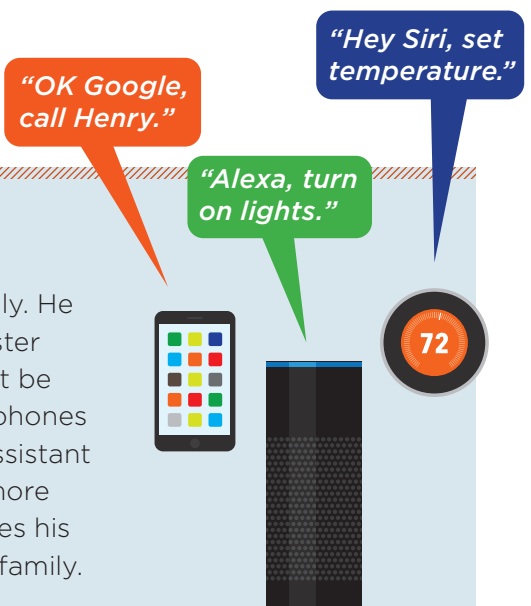 “Hey Siri, set
temperature.”
“OK Google,
call Henry.”
“Alexa, turn
on lights.”
72
ly. He
ster
t be
phones
ssistant
nore
es his
family.